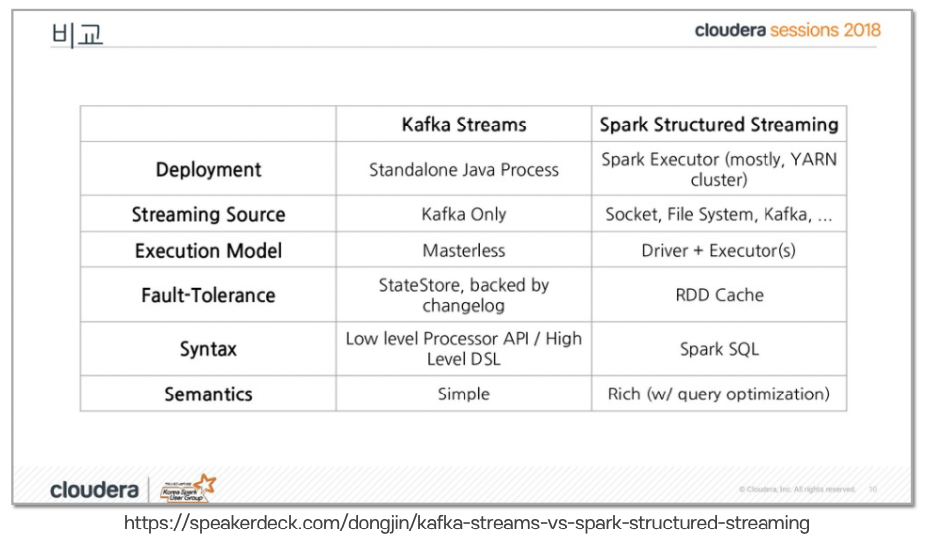 비교
cloudera sessions 2018
Kafka Streams
Spark Structured Streaming
Deployment
Standalone Java Process
Spark Executor (mostly, YARN
cluster)
Streaming Source
Kafka Only
Socket, File System, Kafka, ...
Execution Model
Masterless
Driver + Executor(s)
Fault-Tolerance
StateStore, backed by
changelog
RDD Cache
Syntax
Low level Processor API / High
Level DSL
Spark SQL
Semantics
Simple
Rich (w/ query optimization)
cloudera
Korea Spark
User Group
© Cloudera, Inc. All rights reserved.
10
https://speakerdeck.com/dongjin/kafka-streams-vs-spark-structured-streaming